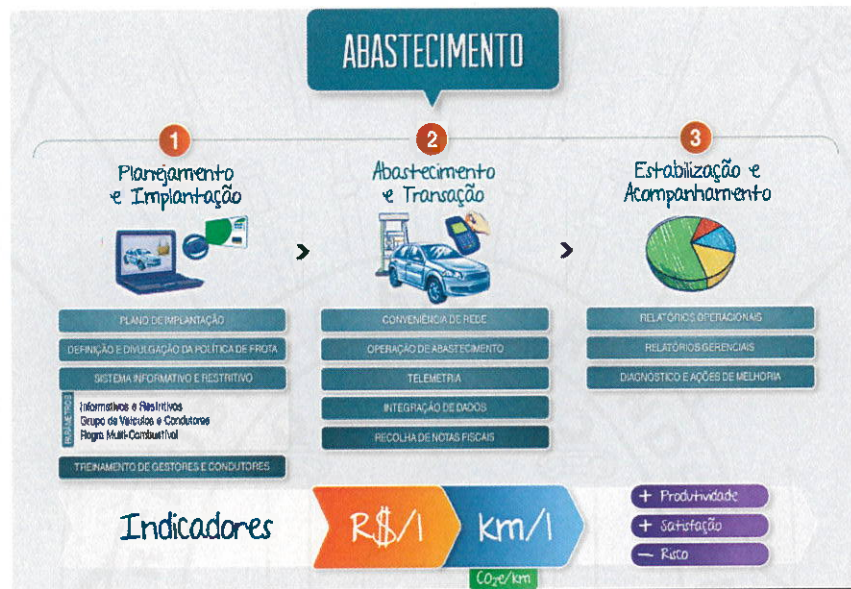 ABASTECIMENTO
1
Planejamento
e Implantação
PLANO DE IMPLANTAÇÃO
DEFINIÇÃO E DIVULGAÇÃO DA POLÍTICA DE FROTA
SISTEMA INFORMATIVO E RESTRITIVO
PARÂMETROS
Informativos e Restritivos
Grupo de Veículos e Condutores
Regra Multi-Combustível
TREINAMENTO DE GESTORES E CONDUTORES
2
Abastecimento
e Transação
CONVENIÊNCIA DE REDE
OPERAÇÃO DE ABASTECIMENTO
TELEMETRIA
INTEGRAÇÃO DE DADOS
RECOLHA DE NOTAS FISCAIS
3
Estabilização e
Acompanhamento
RELATÓRIOS OPERACIONAIS
RELATÓRIOS GERENCIAIS
DIAGNÓSTICO E AÇÕES DE MELHORIA
Indicadores
R$/l
km/l
CO₂e/km
+ Produtividade
+ Satisfação
− Risco